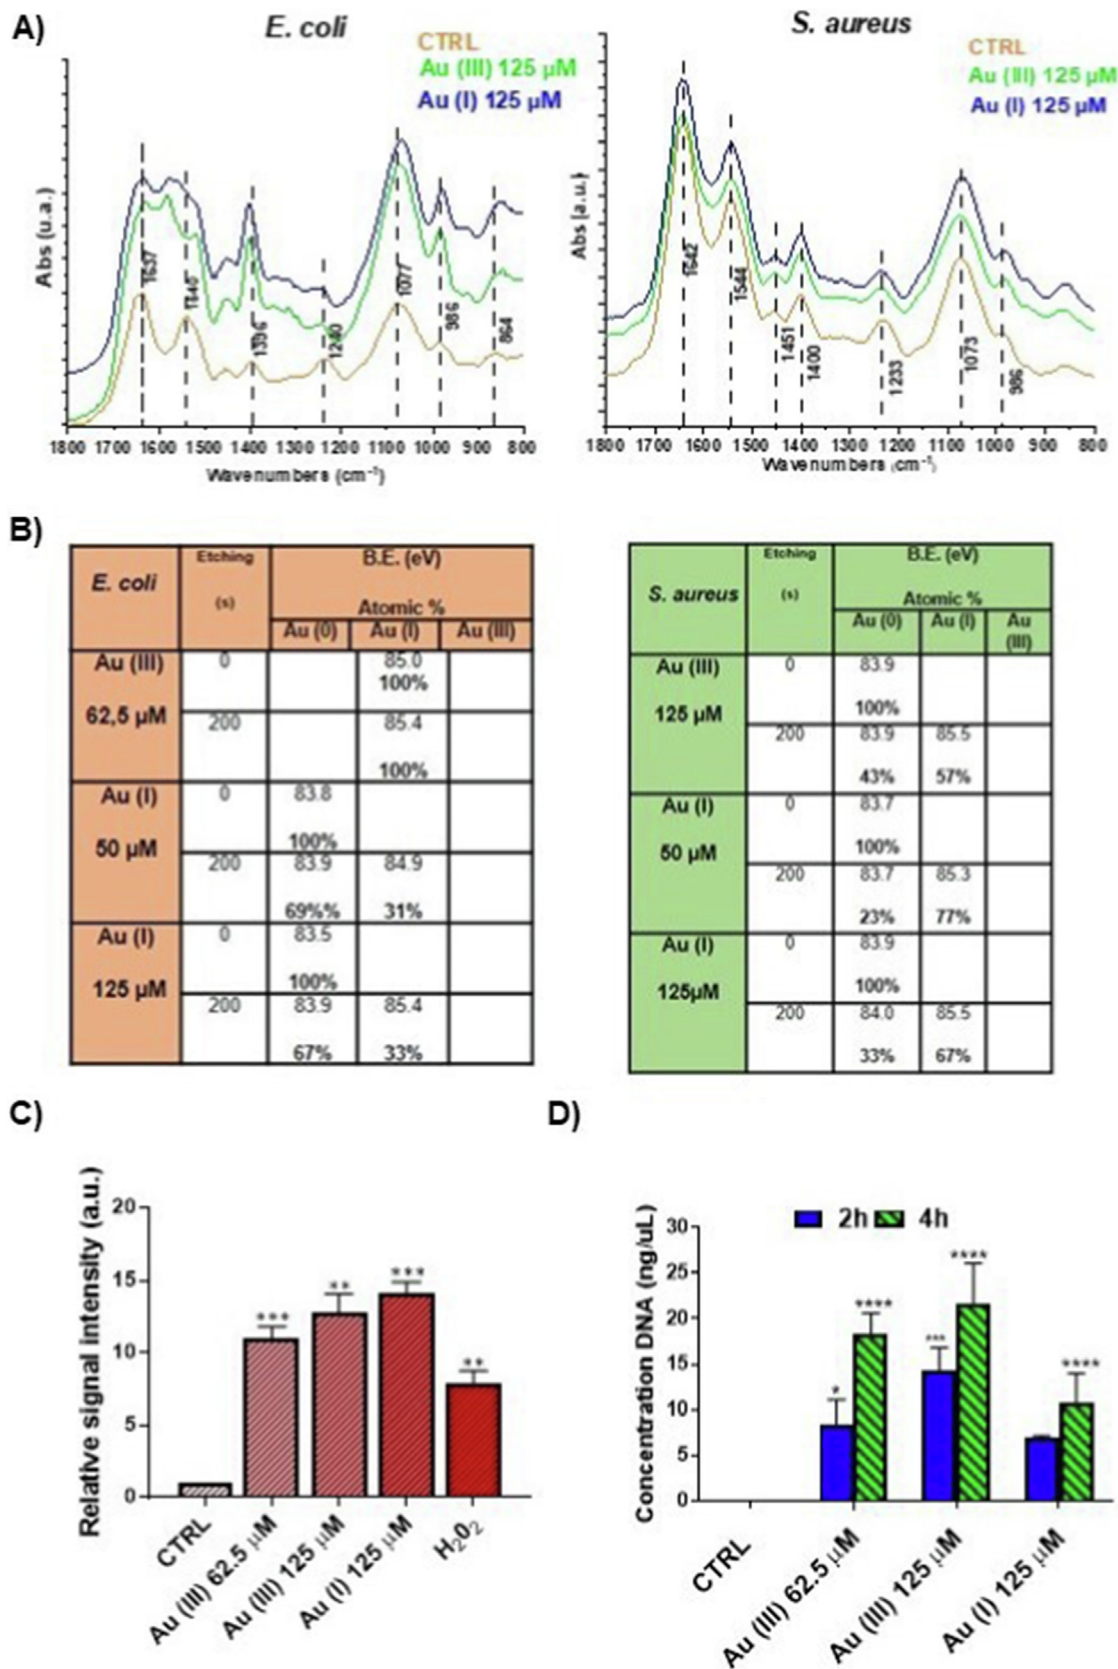 A)
E. coli
CTRL
Au (III) 125 µM
Au (I) 125 µM
Abs (u.a.)
1637
1540
1396
1240
1077
986
864
1800 1700 1600 1500 1400 1300 1200 1100 1000 900 800
Wavenumbers (cm⁻¹)
S. aureus
CTRL
Au (III) 125 µM
Au (I) 125 µM
Abs (a.u.)
1642
1544
1451
1400
1233
1073
986
1800 1700 1600 1500 1400 1300 1200 1100 1000 900 800
Wavenumbers (cm⁻¹)
B)
E. coli
Etching
(s)
B.E. (eV)
Atomic %
Au (0) Au (I) Au (III)
Au (III)
62,5 µM
0 85.0
100%
200 85.4
100%
Au (I)
50 µM
0 83.8
100%
200 83.9 84.9
69%% 31%
Au (I)
125 µM
0 83.5
100%
200 83.9 85.4
67% 33%
S. aureus
Etching
(s)
B.E. (eV)
Atomic %
Au (0) Au (I) Au
(III)
Au (III)
125 µM
0 83.9
100%
200 83.9 85.5
43% 57%
Au (I)
50 µM
0 83.7
100%
200 83.7 85.3
23% 77%
Au (I)
125µM
0 83.9
100%
200 84.0 85.5
33% 67%
C)
Relative signal intensity (a.u.)
20
15
10
5
0
***
**
***
**
CTRL
Au (III) 62.5 µM
Au (III) 125 µM
Au (I) 125 µM
H₂0₂
D)
2h 4h
Concentration DNA (ng/uL)
30
25
20
15
10
5
0
*
****
***
****
****
CTRL
Au (III) 62.5 µM
Au (III) 125 µM
Au (I) 125 µM